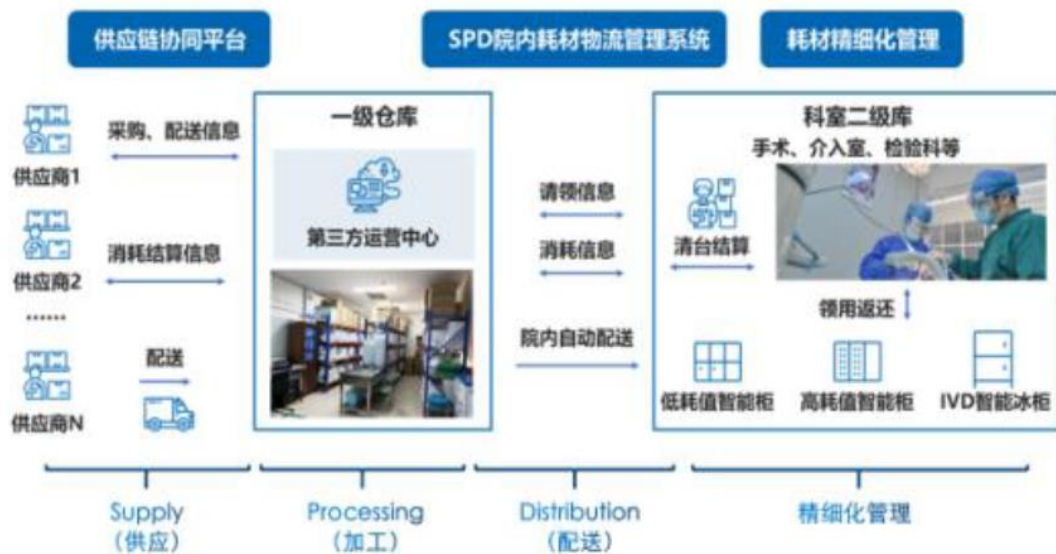 供应链协同平台
SPD院内耗材物流管理系统
耗材精细化管理
供应商1
供应商2
……
供应商N
采购、配送信息
消耗结算信息
配送
一级仓库
第三方运营中心
请领信息
消耗信息
院内自动配送
科室二级库
手术、介入室、检验科等
清台结算
领用返还
低耗值智能柜
高耗值智能柜
IVD智能冰柜
Supply
（供应）
Processing
（加工）
Distribution
（配送）
精细化管理